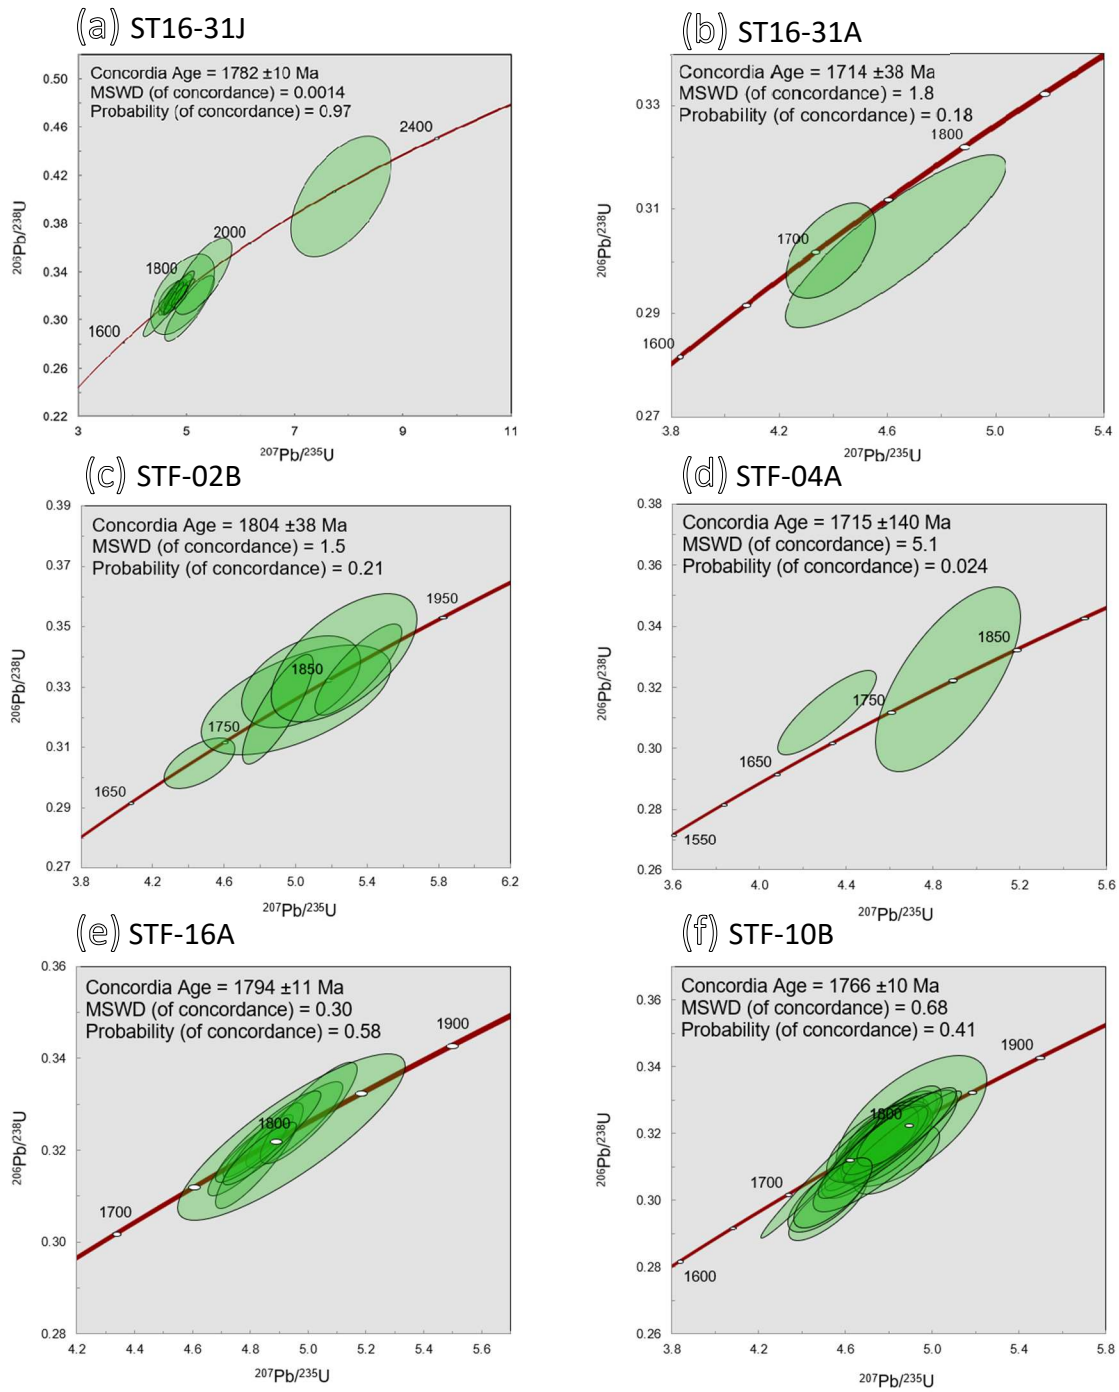 (a) ST16-31J
Concordia Age = 1782 ±10 Ma
MSWD (of concordance) = 0.0014
Probability (of concordance) = 0.97
0.50
0.46
0.42
0.38
0.34
0.30
0.26
0.22
2400
2000
1800
1600
3 5 7 9 11
206Pb/238U
207Pb/235U
(b) ST16-31A
Concordia Age = 1714 ±38 Ma
MSWD (of concordance) = 1.8
Probability (of concordance) = 0.18
0.33
0.31
0.29
0.27
1800
1700
1600
3.8 4.2 4.6 5.0 5.4
206Pb/238U
207Pb/235U
(c) STF-02B
Concordia Age = 1804 ±38 Ma
MSWD (of concordance) = 1.5
Probability (of concordance) = 0.21
0.39
0.37
0.35
0.33
0.31
0.29
0.27
1950
1850
1750
1650
3.8 4.2 4.6 5.0 5.4 5.8 6.2
206Pb/238U
207Pb/235U
(d) STF-04A
Concordia Age = 1715 ±140 Ma
MSWD (of concordance) = 5.1
Probability (of concordance) = 0.024
0.38
0.36
0.34
0.32
0.30
0.28
0.26
1850
1750
1650
1550
3.6 4.0 4.4 4.8 5.2 5.6
206Pb/238U
207Pb/235U
(e) STF-16A
Concordia Age = 1794 ±11 Ma
MSWD (of concordance) = 0.30
Probability (of concordance) = 0.58
0.36
0.34
0.32
0.30
0.28
1900
1800
1700
4.2 4.4 4.6 4.8 5.0 5.2 5.4 5.6
206Pb/238U
207Pb/235U
(f) STF-10B
Concordia Age = 1766 ±10 Ma
MSWD (of concordance) = 0.68
Probability (of concordance) = 0.41
0.36
0.34
0.32
0.30
0.28
0.26
1900
1800
1700
1600
3.8 4.2 4.6 5.0 5.4 5.8
206Pb/238U
207Pb/235U